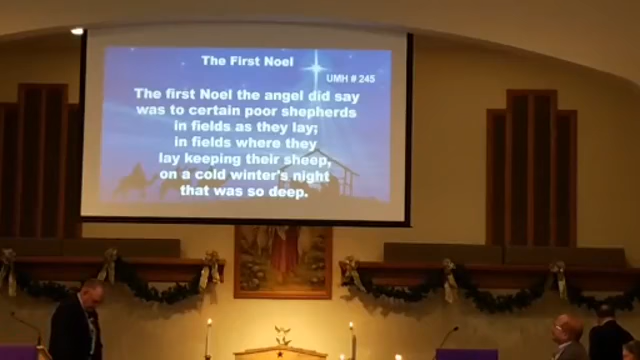 The First Noel
UMH # 245
The first Noel the angel did say
was to certain poor shepherds
in fields as they lay;
in fields where they
lay keeping their sheep,
on a cold winter's night
that was so deep.